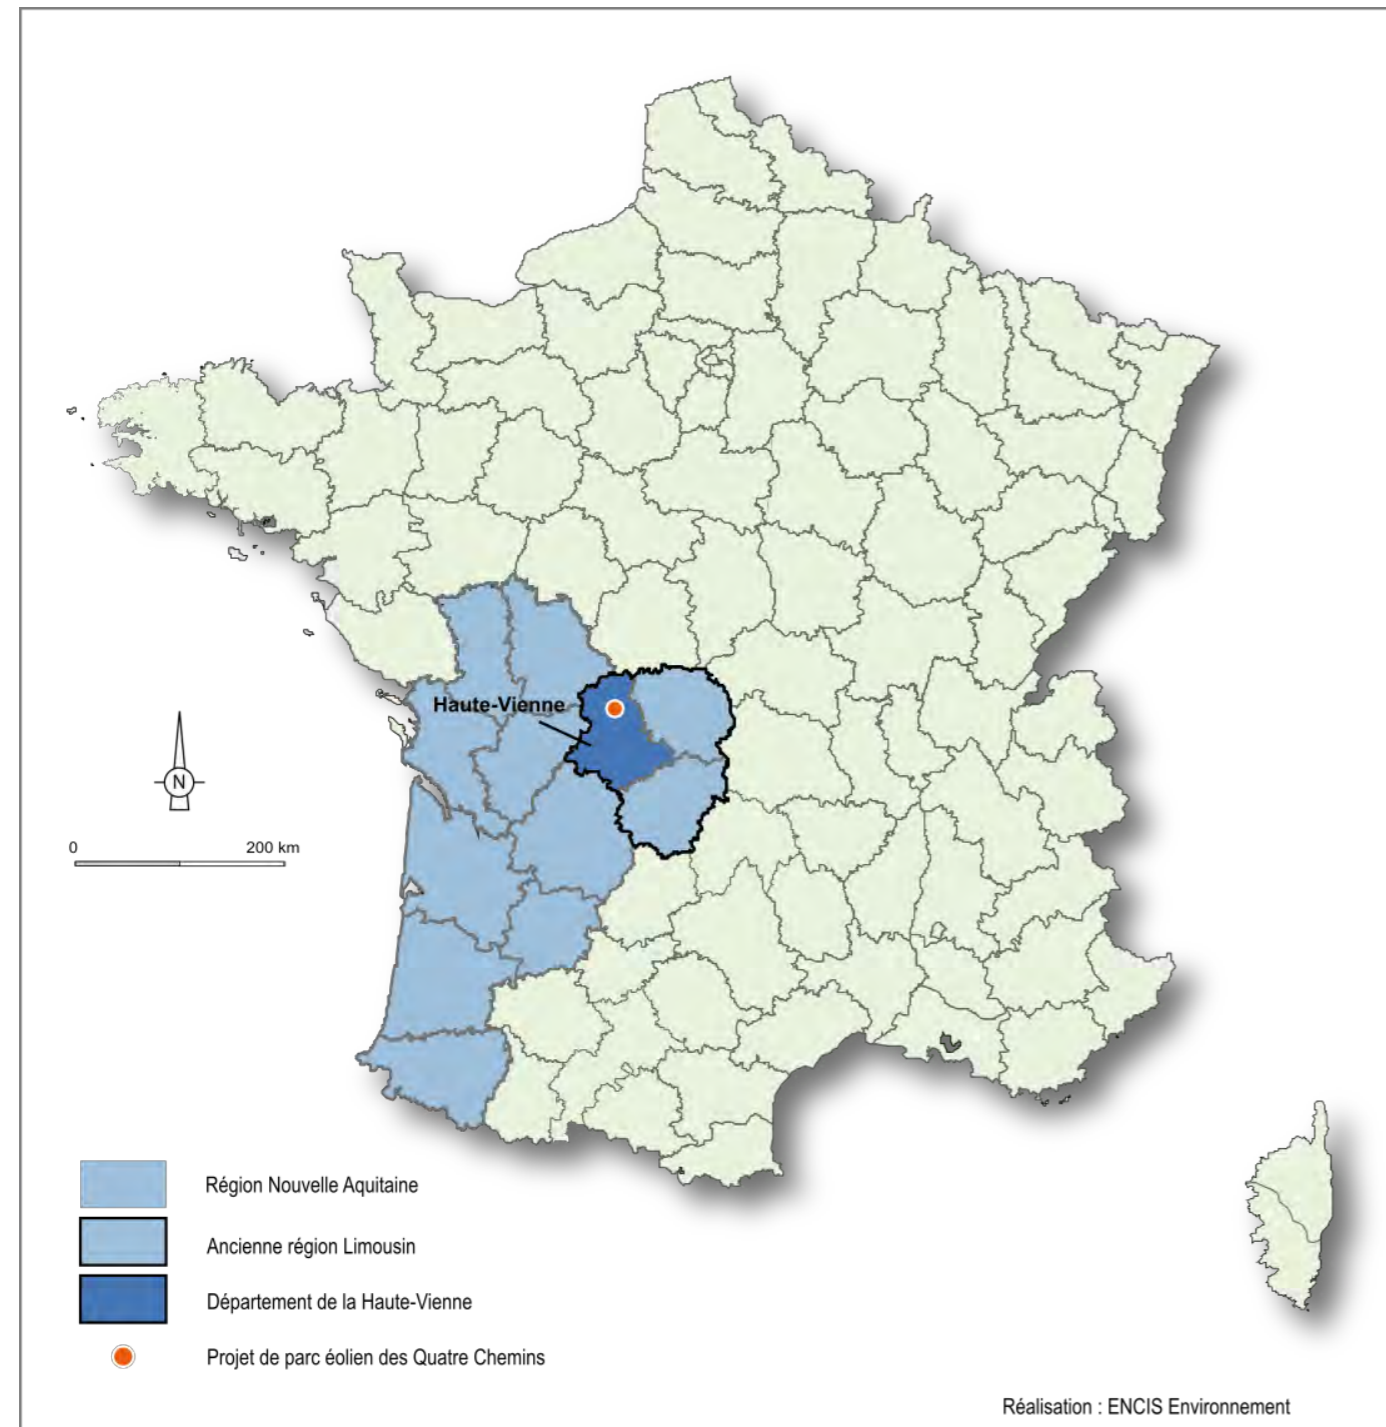 Haute-Vienne
N
0 200 km
Région Nouvelle Aquitaine
Ancienne région Limousin
Département de la Haute-Vienne
Projet de parc éolien des Quatre Chemins
Réalisation : ENCIS Environnement